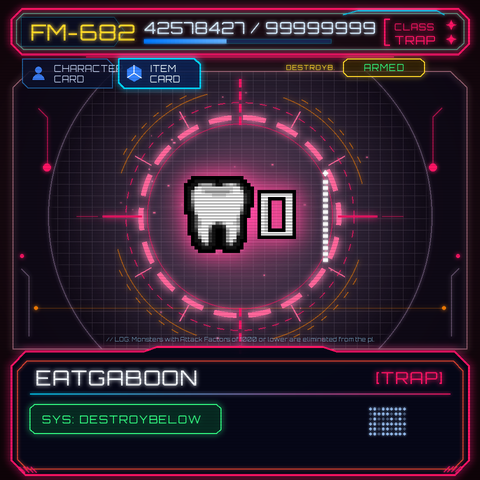 FM-682
42578427 / 99999999
CLASS
TRAP
CHARACTER
CARD
ITEM
CARD
DESTROYB
ARMED
// LOG: Monsters with Attack Factors of 000 or lower are eliminated from the pl
EATGABOON
[TRAP]
SYS: DESTROYBELOW